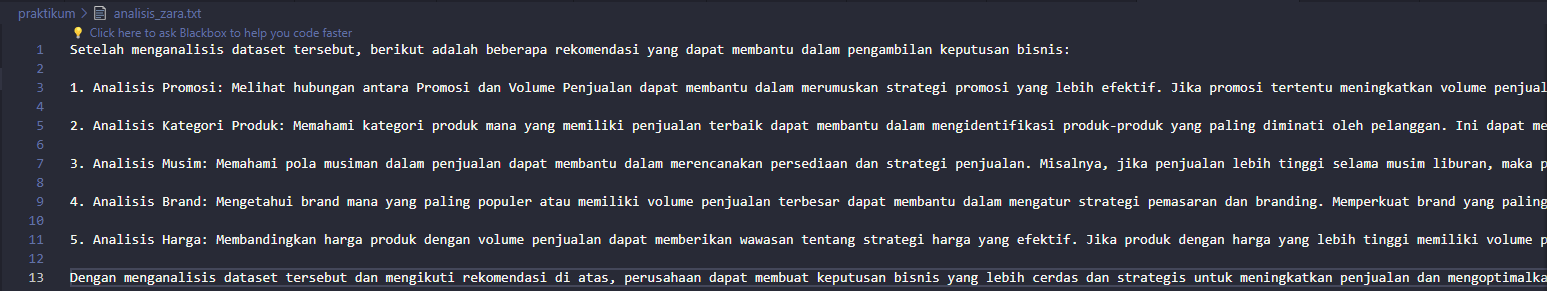 praktikum > analisis_zara.txt
Click here to ask Blackbox to help you code faster
1 Setelah menganalisis dataset tersebut, berikut adalah beberapa rekomendasi yang dapat membantu dalam pengambilan keputusan bisnis:
2
3 1. Analisis Promosi: Melihat hubungan antara Promosi dan Volume Penjualan dapat membantu dalam merumuskan strategi promosi yang lebih efektif. Jika promosi tertentu meningkatkan volume penjual
4
5 2. Analisis Kategori Produk: Memahami kategori produk mana yang memiliki penjualan terbaik dapat membantu dalam mengidentifikasi produk-produk yang paling diminati oleh pelanggan. Ini dapat me
6
7 3. Analisis Musim: Memahami pola musiman dalam penjualan dapat membantu dalam merencanakan persediaan dan strategi penjualan. Misalnya, jika penjualan lebih tinggi selama musim liburan, maka p
8
9 4. Analisis Brand: Mengetahui brand mana yang paling populer atau memiliki volume penjualan terbesar dapat membantu dalam mengatur strategi pemasaran dan branding. Memperkuat brand yang paling
10
11 5. Analisis Harga: Membandingkan harga produk dengan volume penjualan dapat memberikan wawasan tentang strategi harga yang efektif. Jika produk dengan harga yang lebih tinggi memiliki volume p
12
13 Dengan menganalisis dataset tersebut dan mengikuti rekomendasi di atas, perusahaan dapat membuat keputusan bisnis yang lebih cerdas dan strategis untuk meningkatkan penjualan dan mengoptimalka